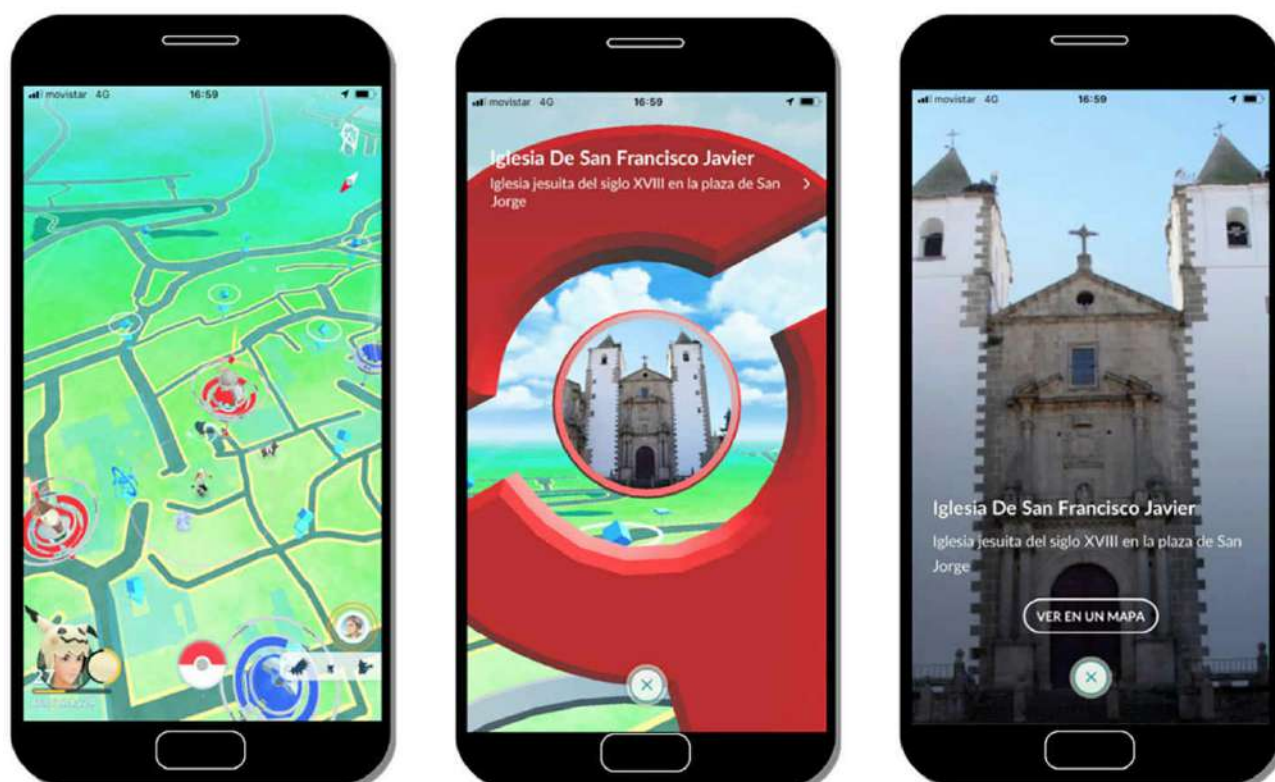 movistar 4G 16:59
27
movistar 4G 16:59
Iglesia De San Francisco Javier
Iglesia jesuita del siglo XVIII en la plaza de San
Jorge
movistar 4G 16:59
Iglesia De San Francisco Javier
Iglesia jesuita del siglo XVIII en la plaza de San
Jorge
VER EN UN MAPA